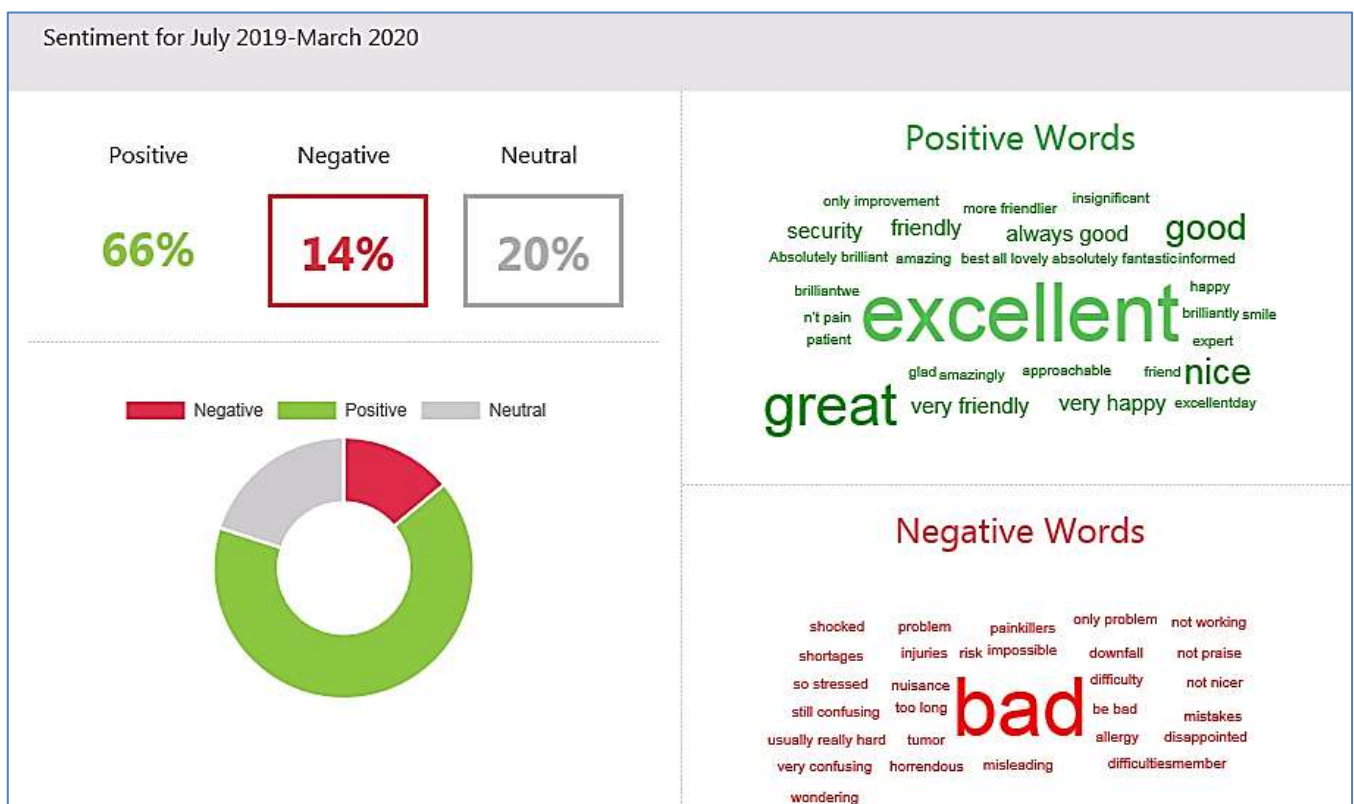 Sentiment for July 2019-March 2020
Positive Negative Neutral
66% 14% 20%
Negative Positive Neutral
Positive Words
only improvement more friendlier insignificant
security friendly always good good
Absolutely brilliant amazing best all lovely absolutely fantasticinformed
brilliantwe excellent happy
n't pain brilliantly smile
patient expert
glad amazingly approachable friend nice
great very friendly very happy excellentday
Negative Words
shocked problem painkillers only problem not working
shortages injuries risk impossible downfall not praise
so stressed nuisance bad difficulty not nicer
still confusing too long be bad mistakes
usually really hard tumor allergy disappointed
very confusing horrendous misleading difficultiesmember
wondering